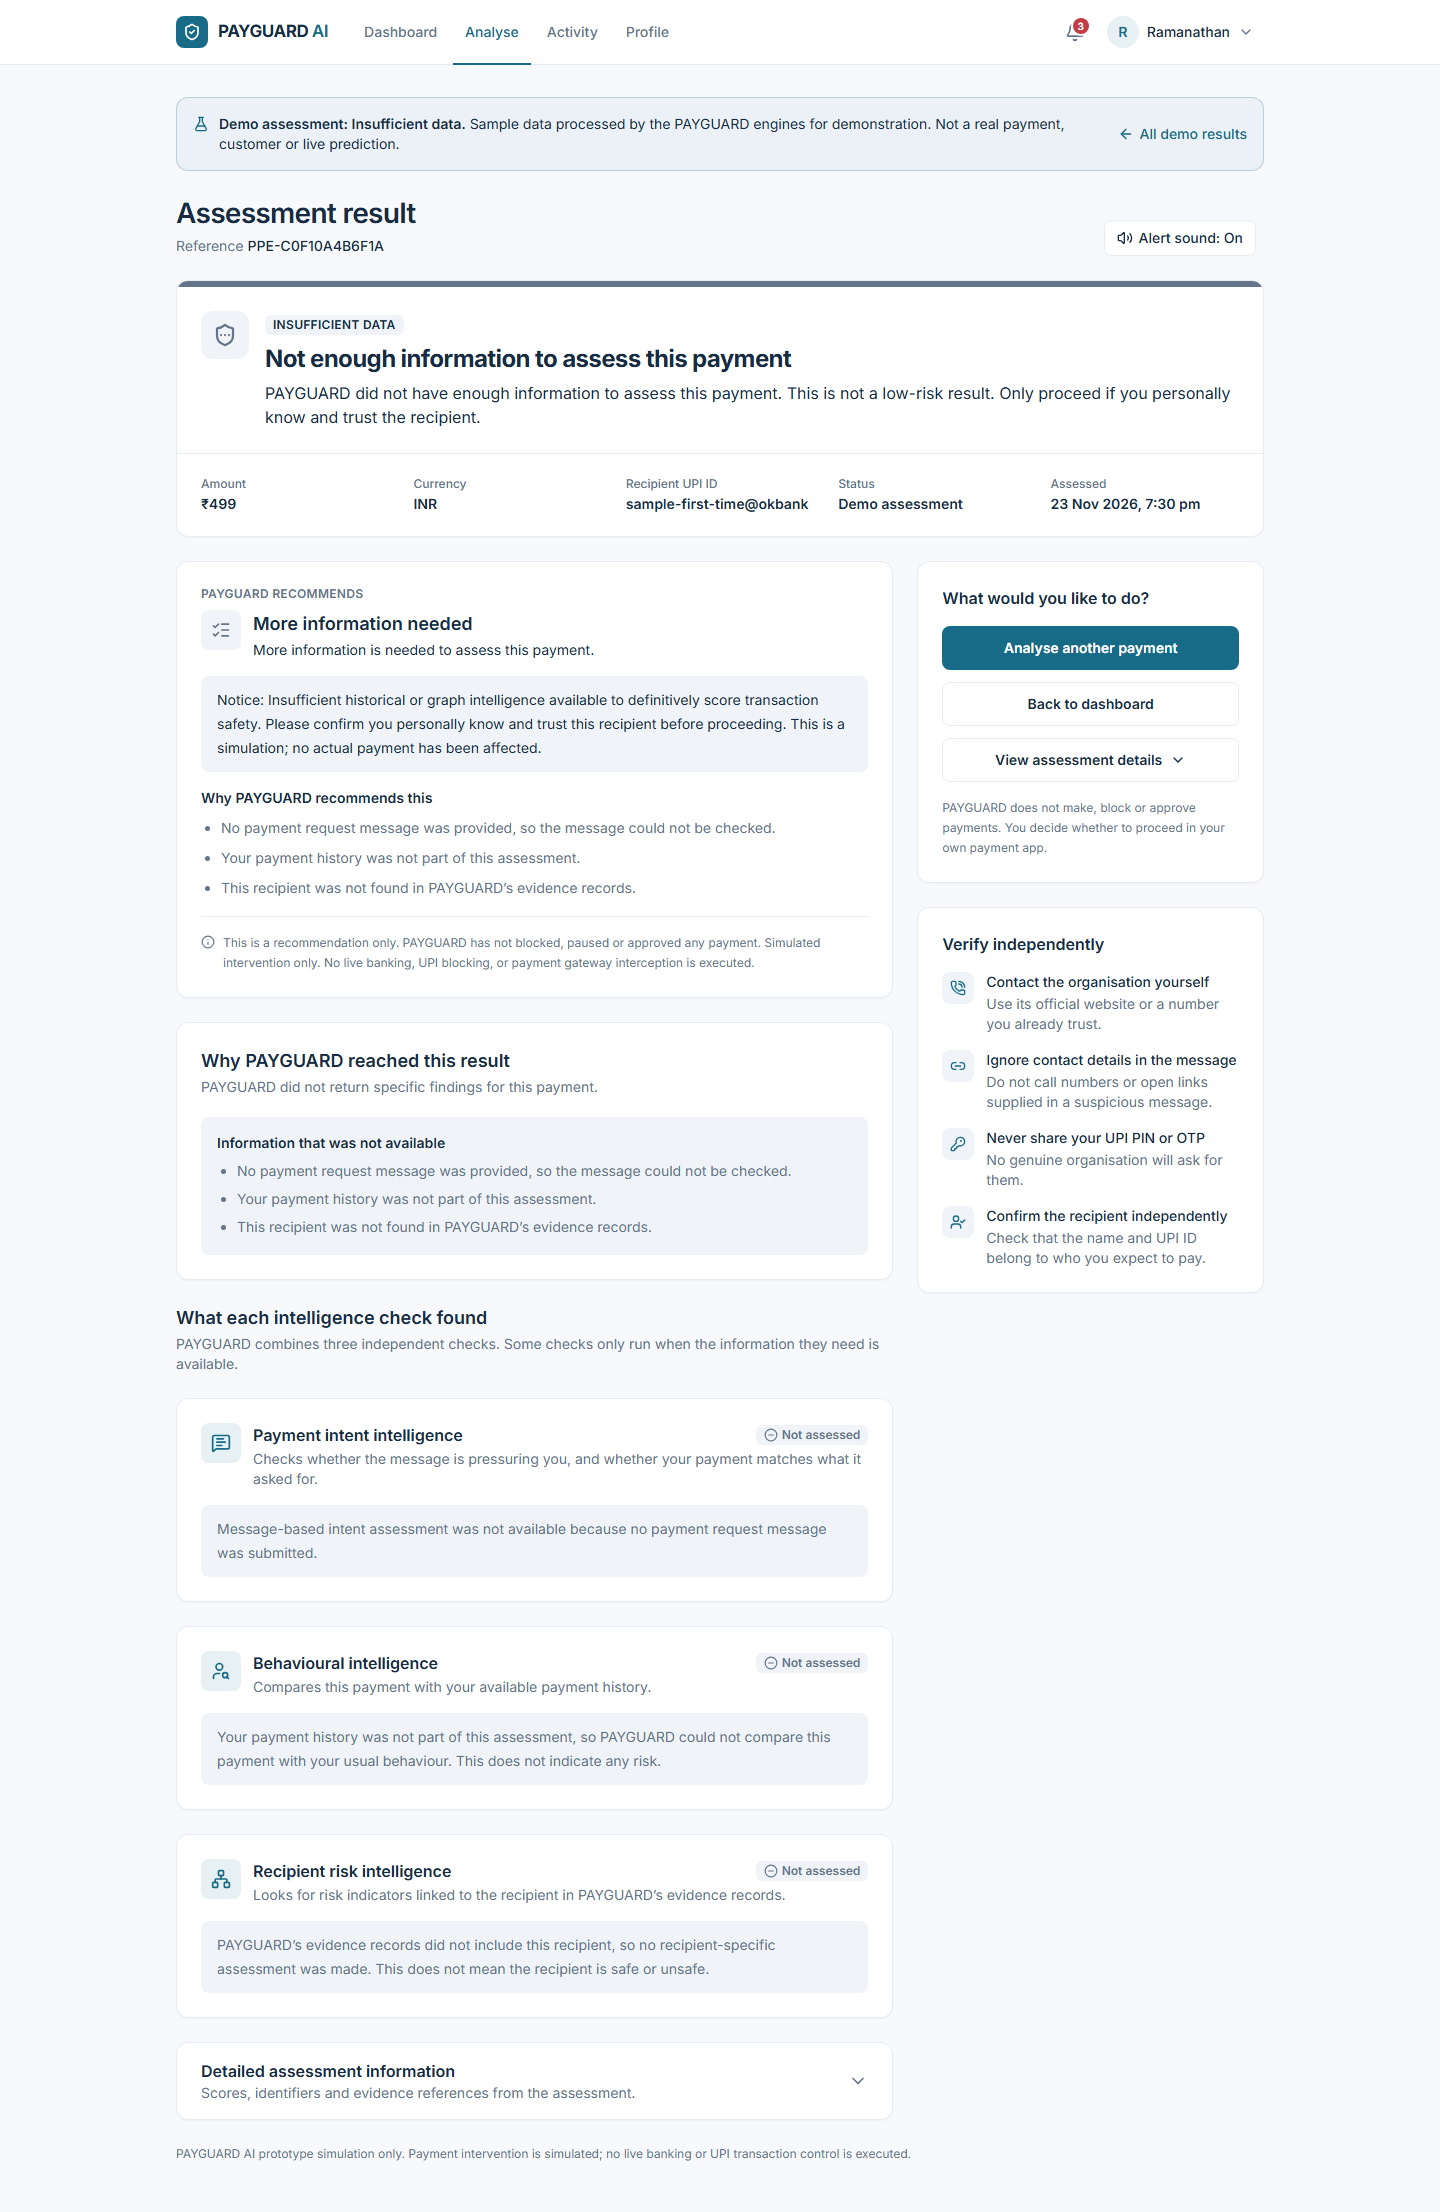 PAYGUARD AI
Dashboard
Analyse
Activity
Profile
3
R
Ramanathan
Demo assessment: Insufficient data. Sample data processed by the PAYGUARD engines for demonstration. Not a real payment,
customer or live prediction.
All demo results
Assessment result
Reference PPE-C0F10A4B6F1A
Alert sound: On
INSUFFICIENT DATA
Not enough information to assess this payment
PAYGUARD did not have enough information to assess this payment. This is not a low-risk result. Only proceed if you personally
know and trust the recipient.
Amount
₹499
Currency
INR
Recipient UPI ID
sample-first-time@okbank
Status
Demo assessment
Assessed
23 Nov 2026, 7:30 pm
PAYGUARD RECOMMENDS
More information needed
More information is needed to assess this payment.
Notice: Insufficient historical or graph intelligence available to definitively score transaction
safety. Please confirm you personally know and trust this recipient before proceeding. This is a
simulation; no actual payment has been affected.
Why PAYGUARD recommends this
• No payment request message was provided, so the message could not be checked.
• Your payment history was not part of this assessment.
• This recipient was not found in PAYGUARD’s evidence records.
This is a recommendation only. PAYGUARD has not blocked, paused or approved any payment. Simulated
intervention only. No live banking, UPI blocking, or payment gateway interception is executed.
What would you like to do?
Analyse another payment
Back to dashboard
View assessment details
PAYGUARD does not make, block or approve
payments. You decide whether to proceed in your
own payment app.
Verify independently
Contact the organisation yourself
Use its official website or a number
you already trust.
Ignore contact details in the message
Do not call numbers or open links
supplied in a suspicious message.
Never share your UPI PIN or OTP
No genuine organisation will ask for
them.
Confirm the recipient independently
Check that the name and UPI ID
belong to who you expect to pay.
Why PAYGUARD reached this result
PAYGUARD did not return specific findings for this payment.
Information that was not available
• No payment request message was provided, so the message could not be checked.
• Your payment history was not part of this assessment.
• This recipient was not found in PAYGUARD’s evidence records.
What each intelligence check found
PAYGUARD combines three independent checks. Some checks only run when the information they need is
available.
Payment intent intelligence
Not assessed
Checks whether the message is pressuring you, and whether your payment matches what it
asked for.
Message-based intent assessment was not available because no payment request message
was submitted.
Behavioural intelligence
Not assessed
Compares this payment with your available payment history.
Your payment history was not part of this assessment, so PAYGUARD could not compare this
payment with your usual behaviour. This does not indicate any risk.
Recipient risk intelligence
Not assessed
Looks for risk indicators linked to the recipient in PAYGUARD’s evidence records.
PAYGUARD’s evidence records did not include this recipient, so no recipient-specific
assessment was made. This does not mean the recipient is safe or unsafe.
Detailed assessment information
Scores, identifiers and evidence references from the assessment.
PAYGUARD AI prototype simulation only. Payment intervention is simulated; no live banking or UPI transaction control is executed.